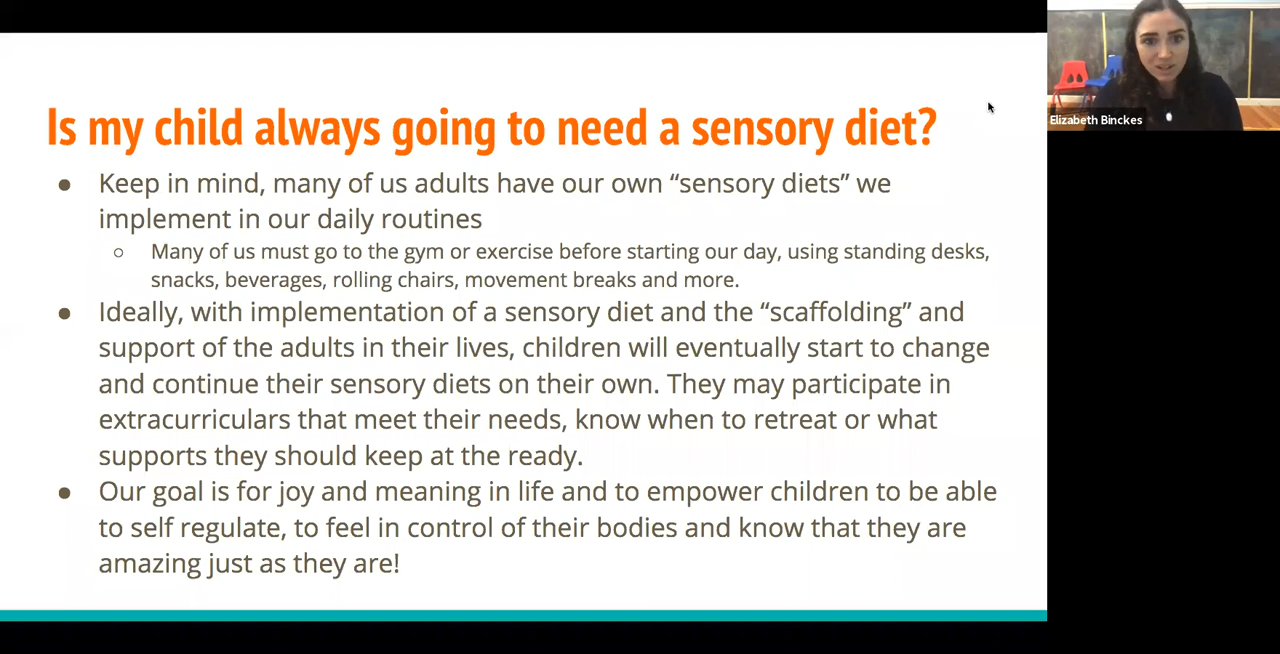 Is my child always going to need a sensory diet?
● Keep in mind, many of us adults have our own “sensory diets” we
implement in our daily routines
○ Many of us must go to the gym or exercise before starting our day, using standing desks,
snacks, beverages, rolling chairs, movement breaks and more.
● Ideally, with implementation of a sensory diet and the “scaffolding” and
support of the adults in their lives, children will eventually start to change
and continue their sensory diets on their own. They may participate in
extracurriculars that meet their needs, know when to retreat or what
supports they should keep at the ready.
● Our goal is for joy and meaning in life and to empower children to be able
to self regulate, to feel in control of their bodies and know that they are
amazing just as they are!
Elizabeth Binckes